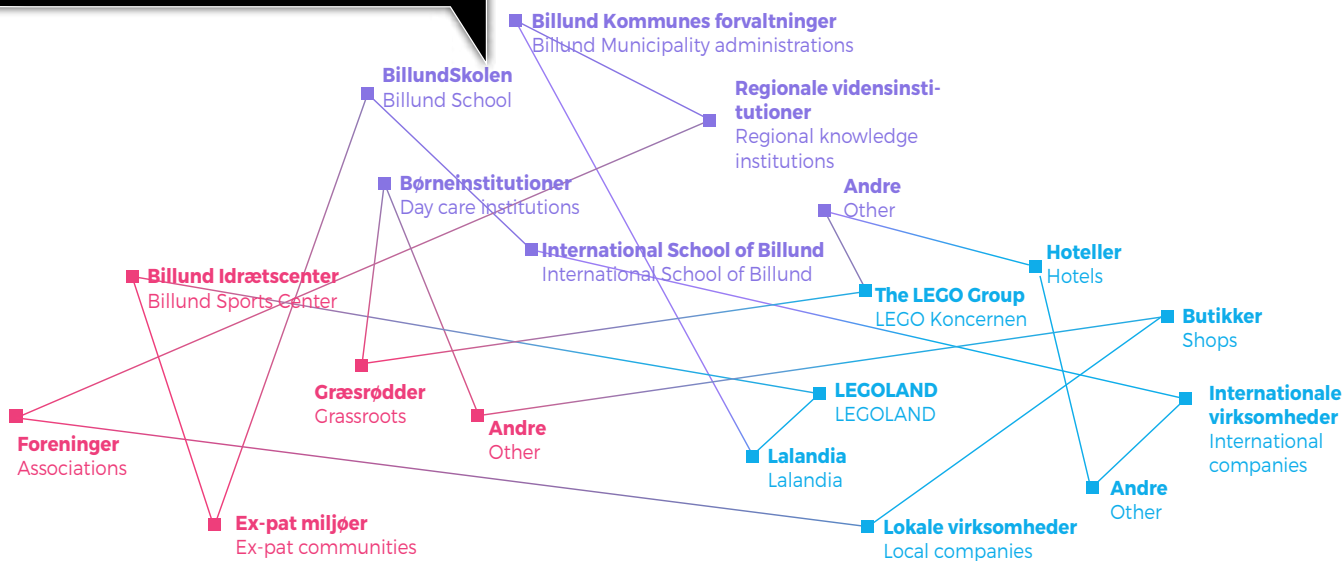 Billund Kommunes forvaltninger
Billund Municipality administrations
BillundSkolen
Billund School
Regionale vidensinsti-
tutioner
Regional knowledge
institutions
Børneinstitutioner
Day care institutions
Andre
Other
International School of Billund
International School of Billund
Hoteller
Hotels
Billund Idrætscenter
Billund Sports Center
The LEGO Group
LEGO Koncernen
Butikker
Shops
Græsrødder
Grassroots
LEGOLAND
LEGOLAND
Internationale
virksomheder
International
companies
Andre
Other
Foreninger
Associations
Lalandia
Lalandia
Andre
Other
Ex-pat miljøer
Ex-pat communities
Lokale virksomheder
Local companies